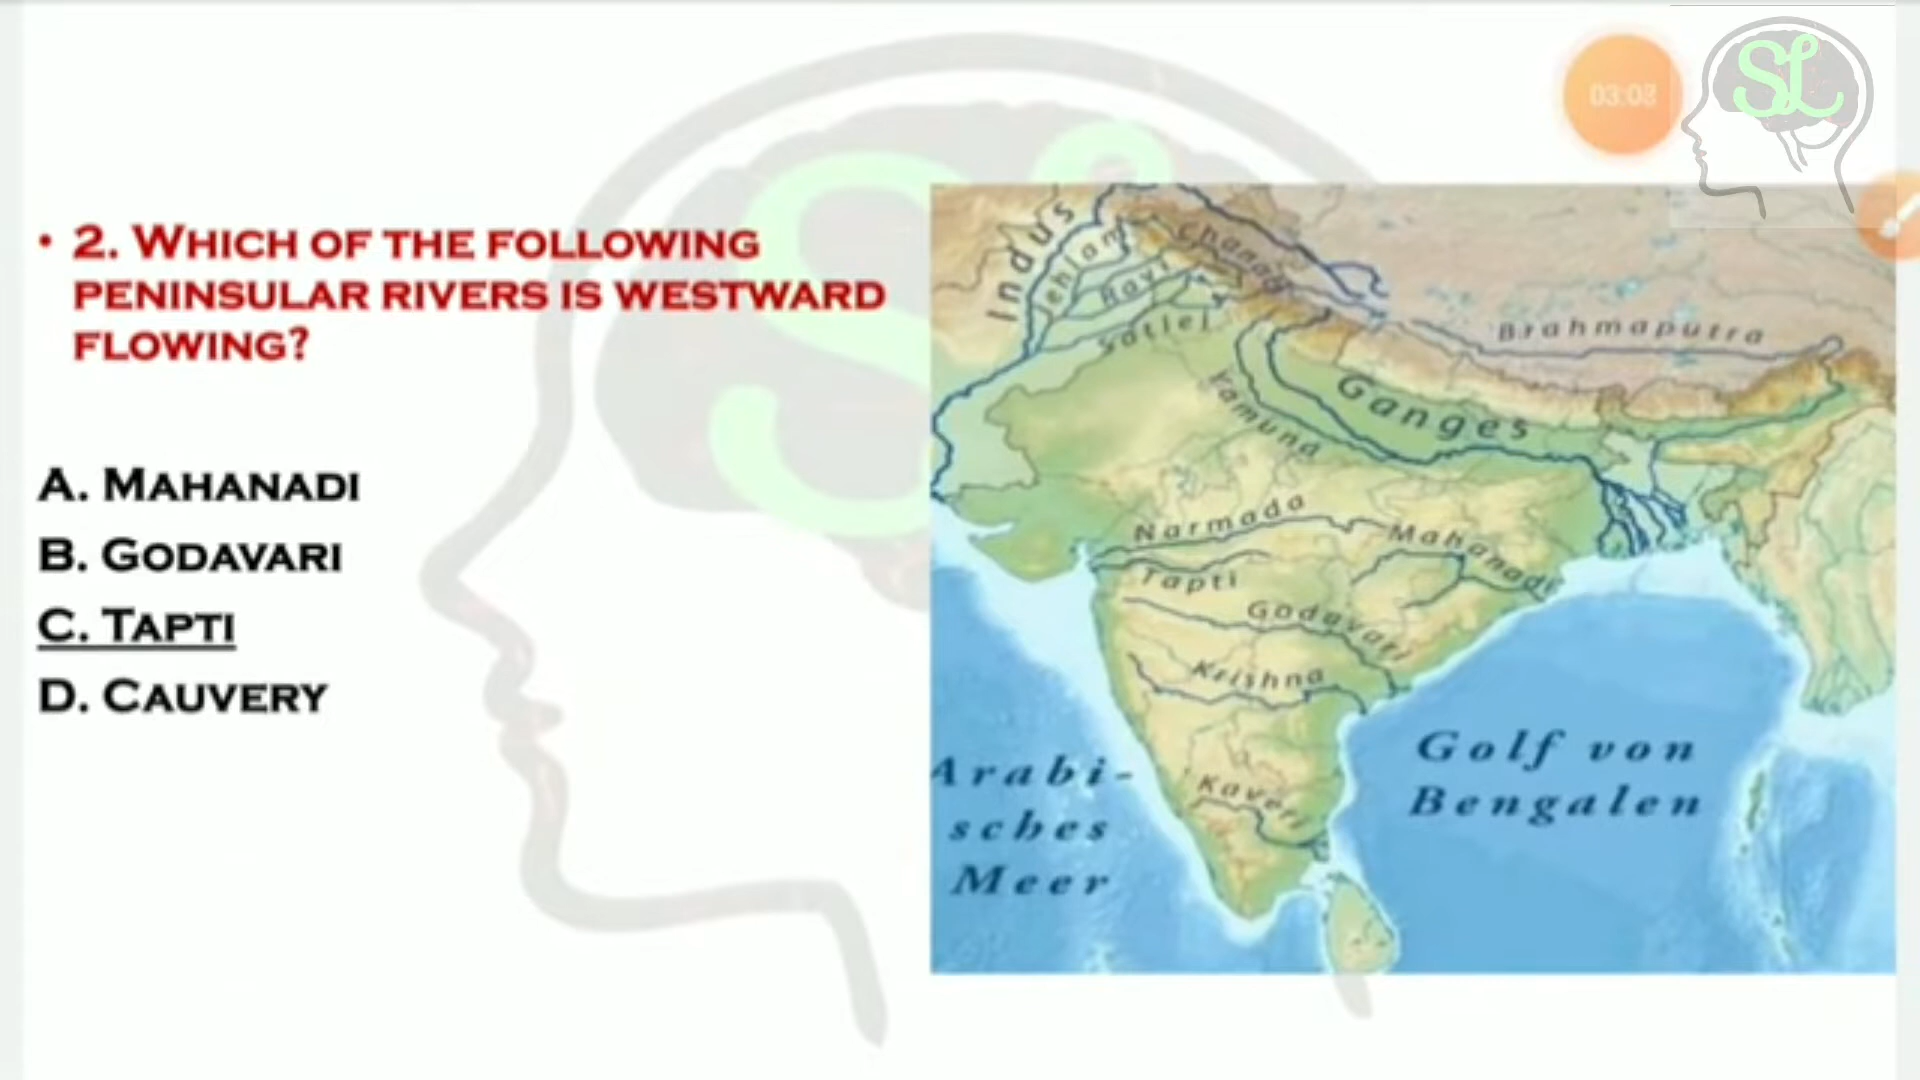 • 2. WHICH OF THE FOLLOWING
PENINSULAR RIVERS IS WESTWARD
FLOWING?
A. MAHANADI
B. GODAVARI
C. TAPTI
D. CAUVERY
03:02
SL
SL
Indus
Jehlam
Chanab
Ravi
Satlej
Brahmaputra
Yamuna
Ganges
Narmada
Mahanadi
Tapti
Godavari
Krishna
Kaveri
Arabi-
sches
Meer
Golf von
Bengalen